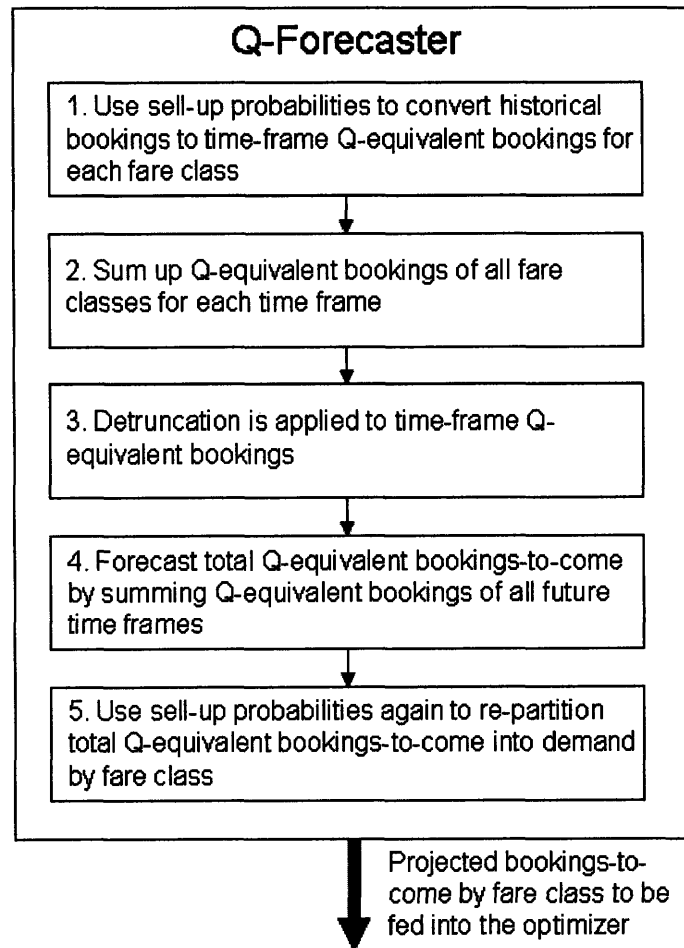 Q-Forecaster
1. Use sell-up probabilities to convert historical
bookings to time-frame Q-equivalent bookings for
each fare class
2. Sum up Q-equivalent bookings of all fare
classes for each time frame
3. Detruncation is applied to time-frame Q-
equivalent bookings
4. Forecast total Q-equivalent bookings-to-come
by summing Q-equivalent bookings of all future
time frames
5. Use sell-up probabilities again to re-partition
total Q-equivalent bookings-to-come into demand
by fare class
Projected bookings-to-
come by fare class to be
fed into the optimizer